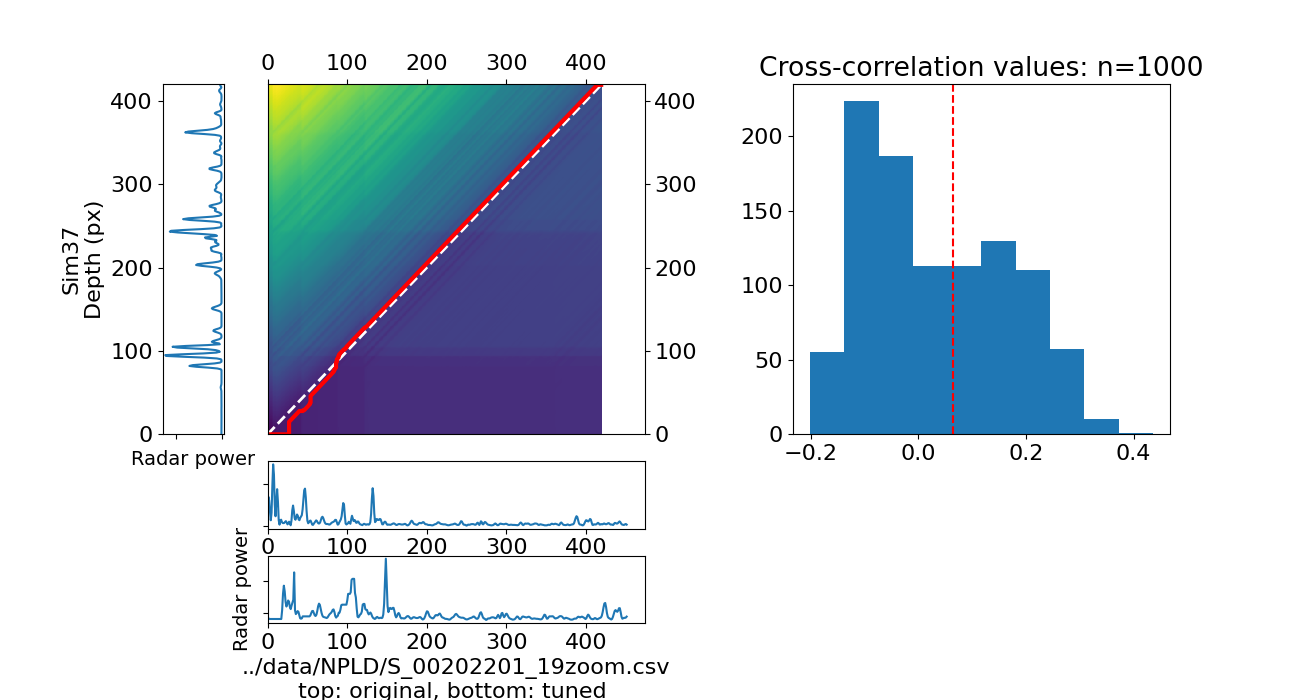 0 100 200 300 400
Cross-correlation values: n=1000
400
300
200
100
0
Sim37
Depth (px)
400
300
200
100
0
200
150
100
50
0
−0.2 0.0 0.2 0.4
Radar power
0 100 200 300 400
Radar power
0 100 200 300 400
../data/NPLD/S_00202201_19zoom.csv
top: original, bottom: tuned